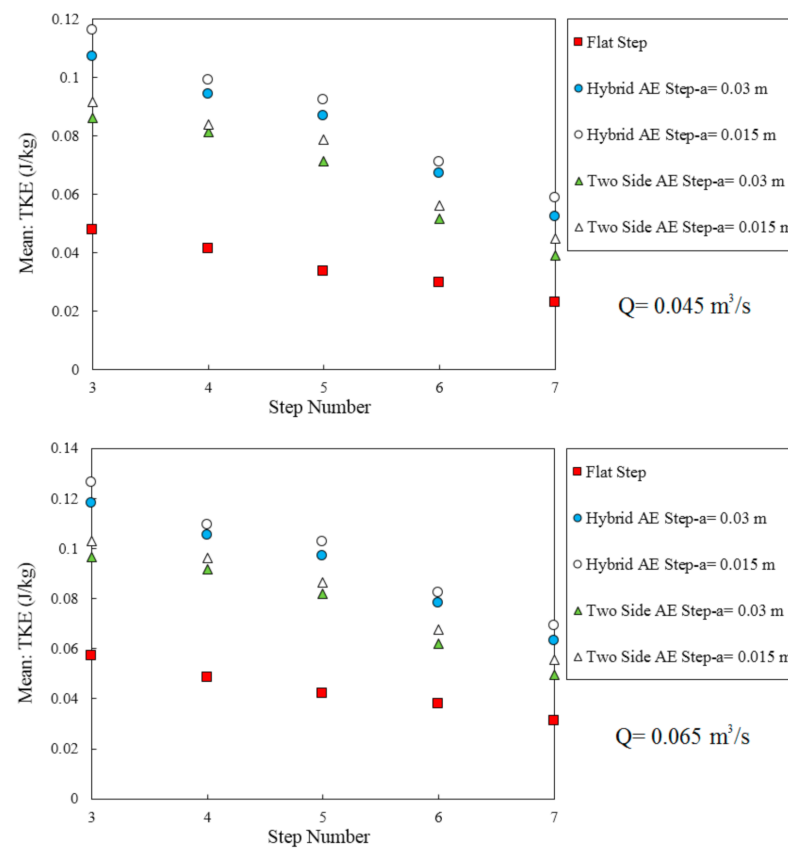 0.12
0.1
0.08
0.06
0.04
0.02
0
Mean: TKE (J/kg)
3 4 5 6 7
Step Number
Flat Step
Hybrid AE Step-a= 0.03 m
Hybrid AE Step-a= 0.015 m
Two Side AE Step-a= 0.03 m
Two Side AE Step-a= 0.015 m
Q= 0.045 m³/s
0.14
0.12
0.1
0.08
0.06
0.04
0.02
0
Mean: TKE (J/kg)
3 4 5 6 7
Step Number
Flat Step
Hybrid AE Step-a= 0.03 m
Hybrid AE Step-a= 0.015 m
Two Side AE Step-a= 0.03 m
Two Side AE Step-a= 0.015 m
Q= 0.065 m³/s